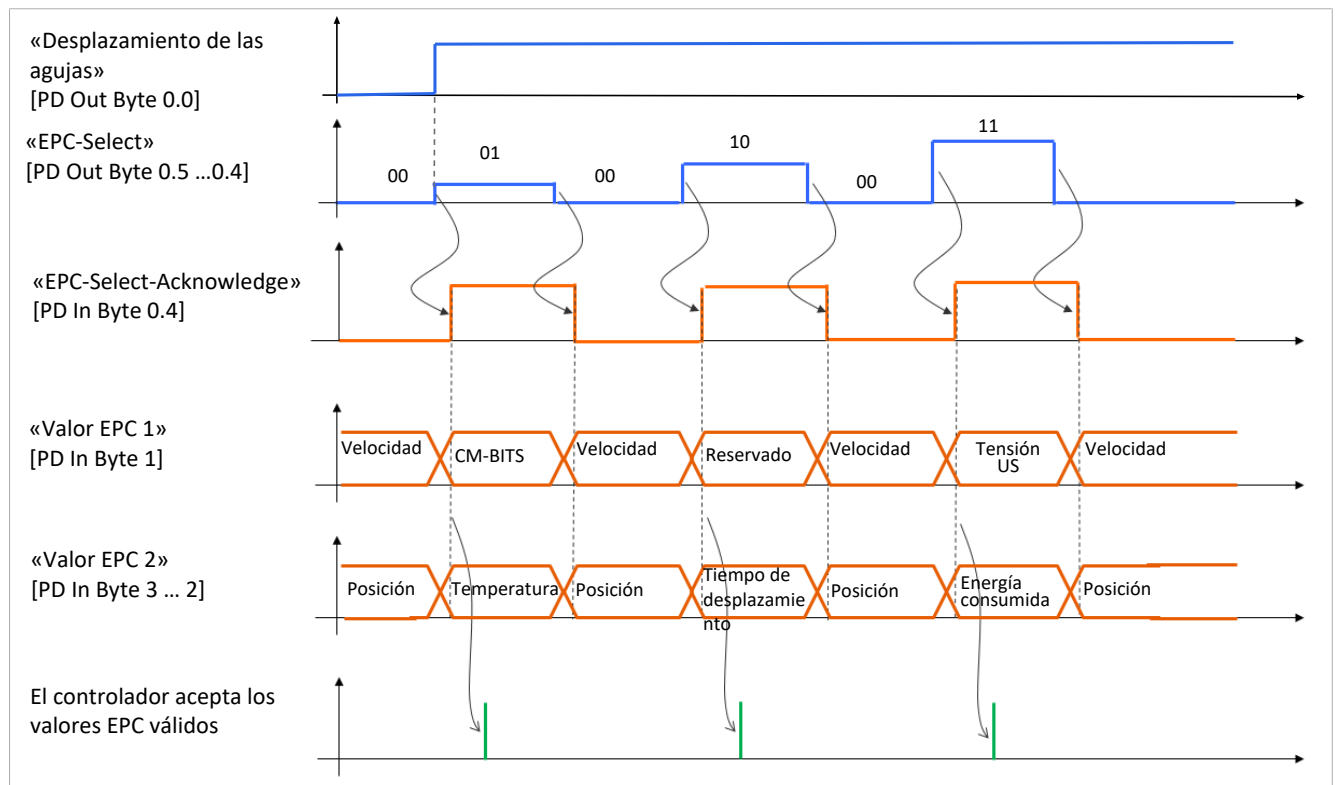 «Desplazamiento de las
agujas»
[PD Out Byte 0.0]
«EPC-Select»
[PD Out Byte 0.5 ...0.4]
00
01
00
10
00
11
«EPC-Select-Acknowledge»
[PD In Byte 0.4]
«Valor EPC 1»
[PD In Byte 1]
Velocidad
CM-BITS
Velocidad
Reservado
Velocidad
Tensión
US
Velocidad
«Valor EPC 2»
[PD In Byte 3 ... 2]
Posición
Temperatura
Posición
Tiempo de
desplazamie
nto
Posición
Energía
consumida
Posición
El controlador acepta los
valores EPC válidos